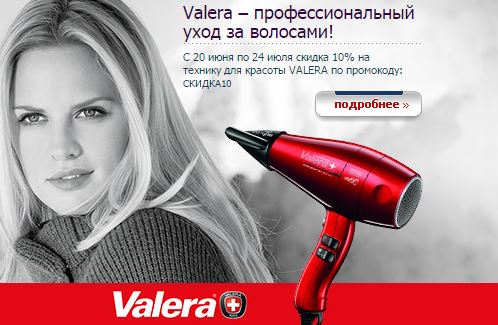 Valera – профессиональный
уход за волосами!
С 20 июня по 24 июля скидка 10% на
технику для красоты VALERA по промокоду:
СКИДКА10
подробнее »
Valera
Valera
VALERA